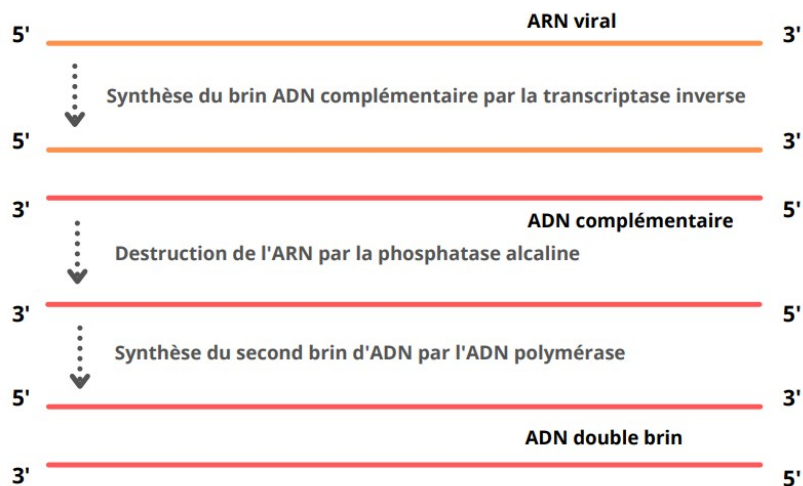 ARN viral
5' 3'
Synthèse du brin ADN complémentaire par la transcriptase inverse
5' 3'
3' 5'
ADN complémentaire
Destruction de l'ARN par la phosphatase alcaline
3' 5'
Synthèse du second brin d'ADN par l'ADN polymérase
5' 3'
ADN double brin
3' 5'